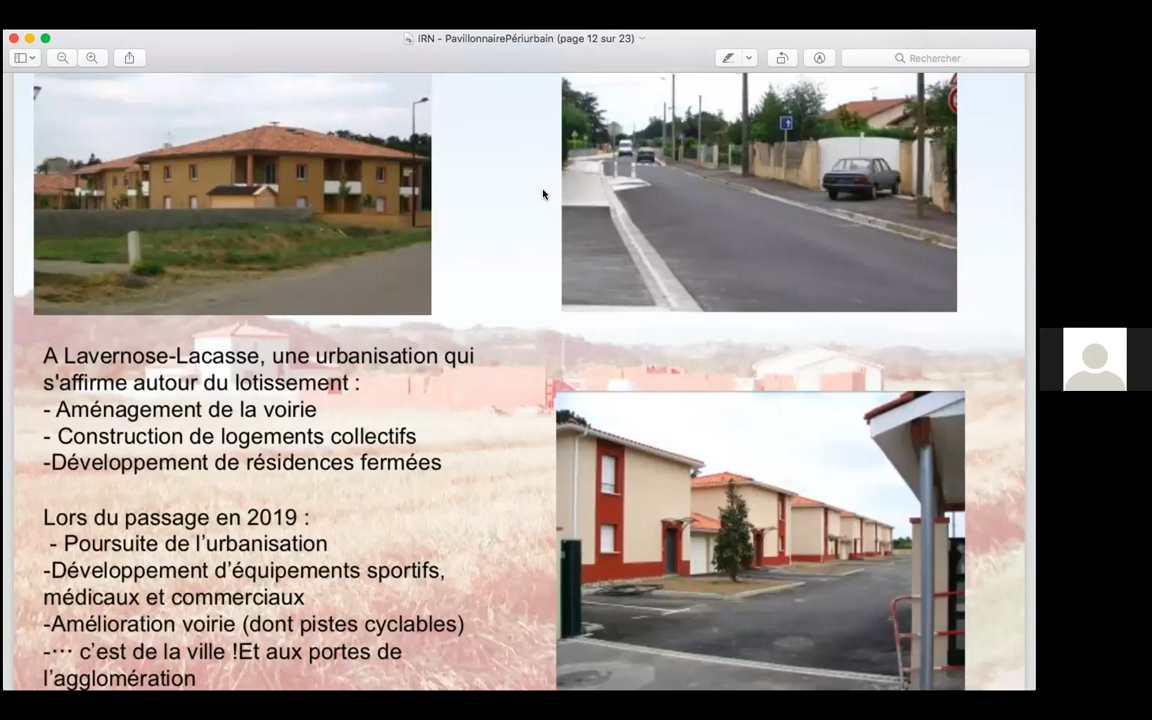 IRN - PavillonnairePériurbain (page 12 sur 23)
Rechercher
A Lavernose-Lacasse, une urbanisation qui
s'affirme autour du lotissement :
- Aménagement de la voirie
- Construction de logements collectifs
-Développement de résidences fermées
Lors du passage en 2019 :
- Poursuite de l’urbanisation
-Développement d’équipements sportifs,
médicaux et commerciaux
-Amélioration voirie (dont pistes cyclables)
-… c’est de la ville !Et aux portes de
l’agglomération